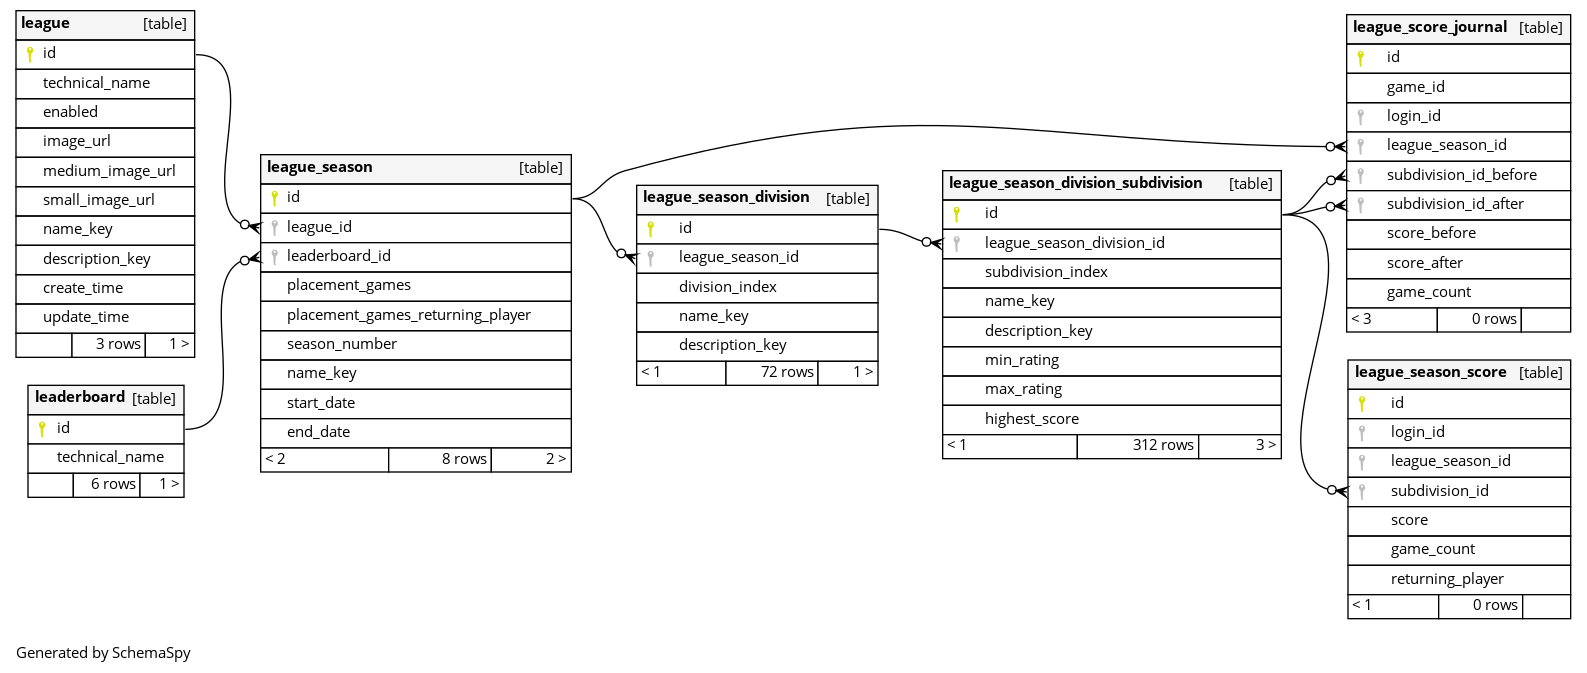 league [table]
id
technical_name
enabled
image_url
medium_image_url
small_image_url
name_key
description_key
create_time
update_time
3 rows 1 >
leaderboard [table]
id
technical_name
6 rows 1 >
league_season [table]
id
league_id
leaderboard_id
placement_games
placement_games_returning_player
season_number
name_key
start_date
end_date
< 2 8 rows 2 >
league_season_division [table]
id
league_season_id
division_index
name_key
description_key
< 1 72 rows 1 >
league_season_division_subdivision [table]
id
league_season_division_id
subdivision_index
name_key
description_key
min_rating
max_rating
highest_score
< 1 312 rows 3 >
league_score_journal [table]
id
game_id
login_id
league_season_id
subdivision_id_before
subdivision_id_after
score_before
score_after
game_count
< 3 0 rows
league_season_score [table]
id
login_id
league_season_id
subdivision_id
score
game_count
returning_player
< 1 0 rows
Generated by SchemaSpy